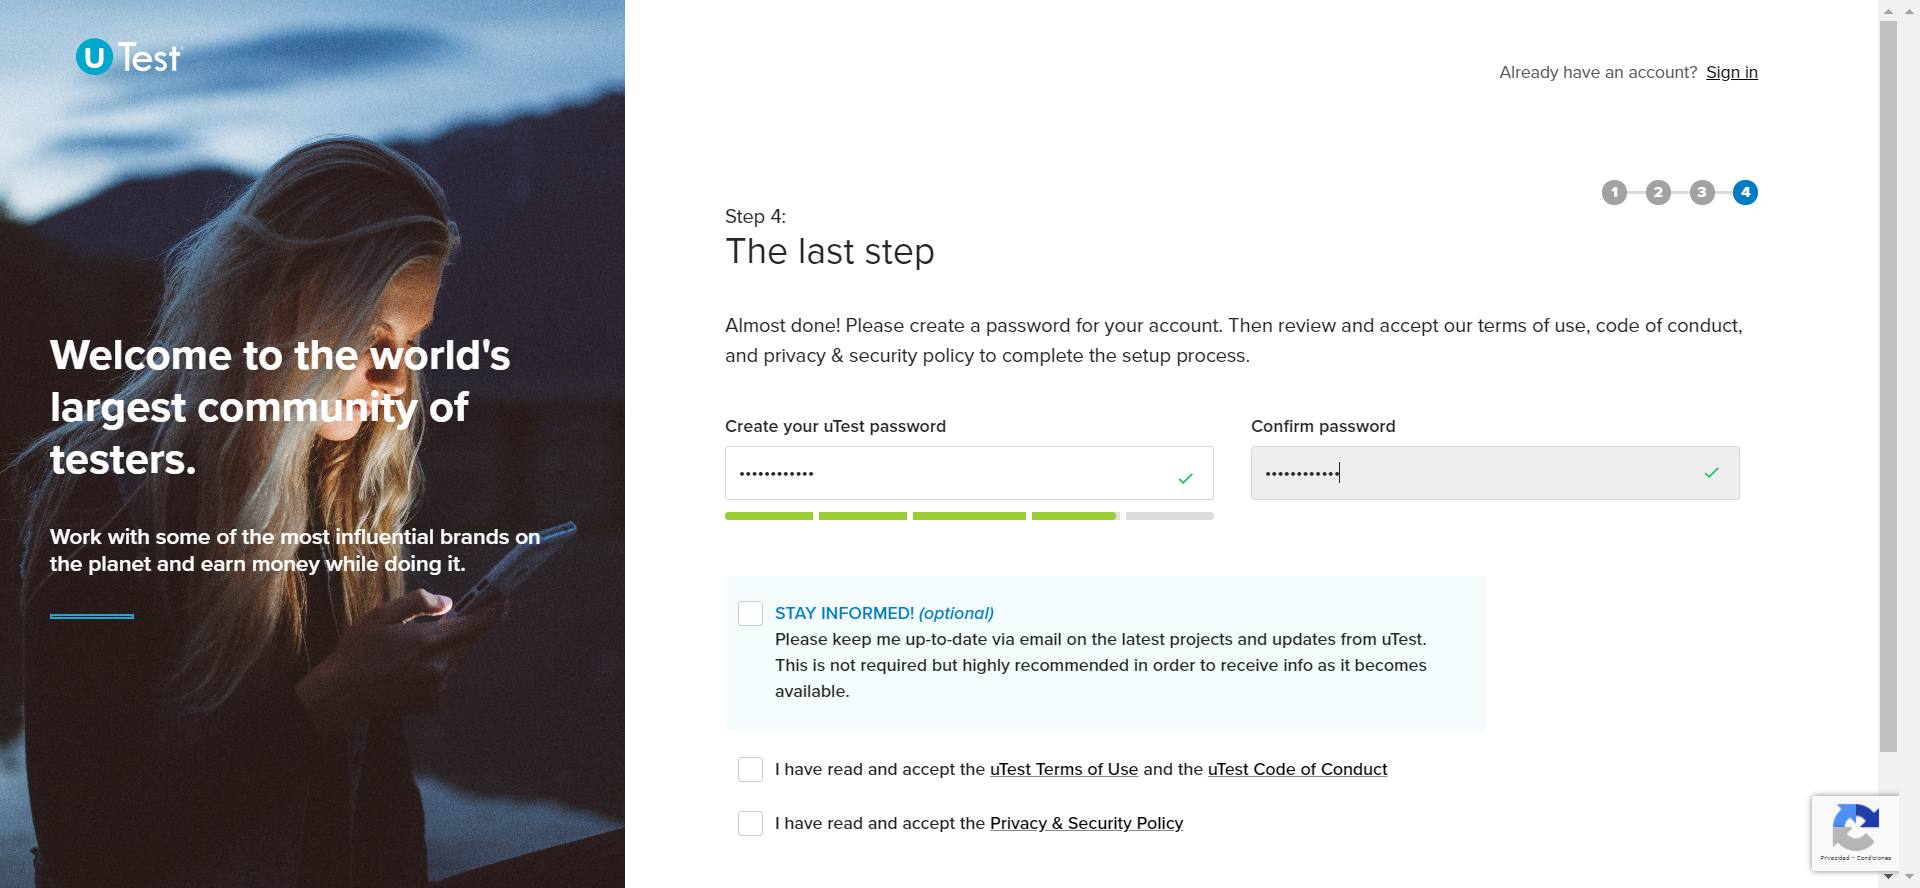 U Test
Already have an account? Sign in
1 2 3 4
Step 4:
The last step
Almost done! Please create a password for your account. Then review and accept our terms of use, code of conduct,
and privacy & security policy to complete the setup process.
Welcome to the world's
largest community of
testers.
Work with some of the most influential brands on
the planet and earn money while doing it.
Create your uTest password
Confirm password
STAY INFORMED! (optional)
Please keep me up-to-date via email on the latest projects and updates from uTest.
This is not required but highly recommended in order to receive info as it becomes
available.
I have read and accept the uTest Terms of Use and the uTest Code of Conduct
I have read and accept the Privacy & Security Policy
Privacidad - Condiciones